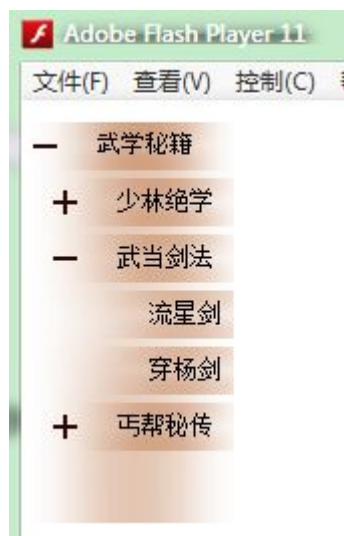 Adobe Flash Player 11
文件(F) 查看(V) 控制(C)
武学秘籍
少林绝学
武当剑法
流星剑
穿杨剑
丐帮秘传